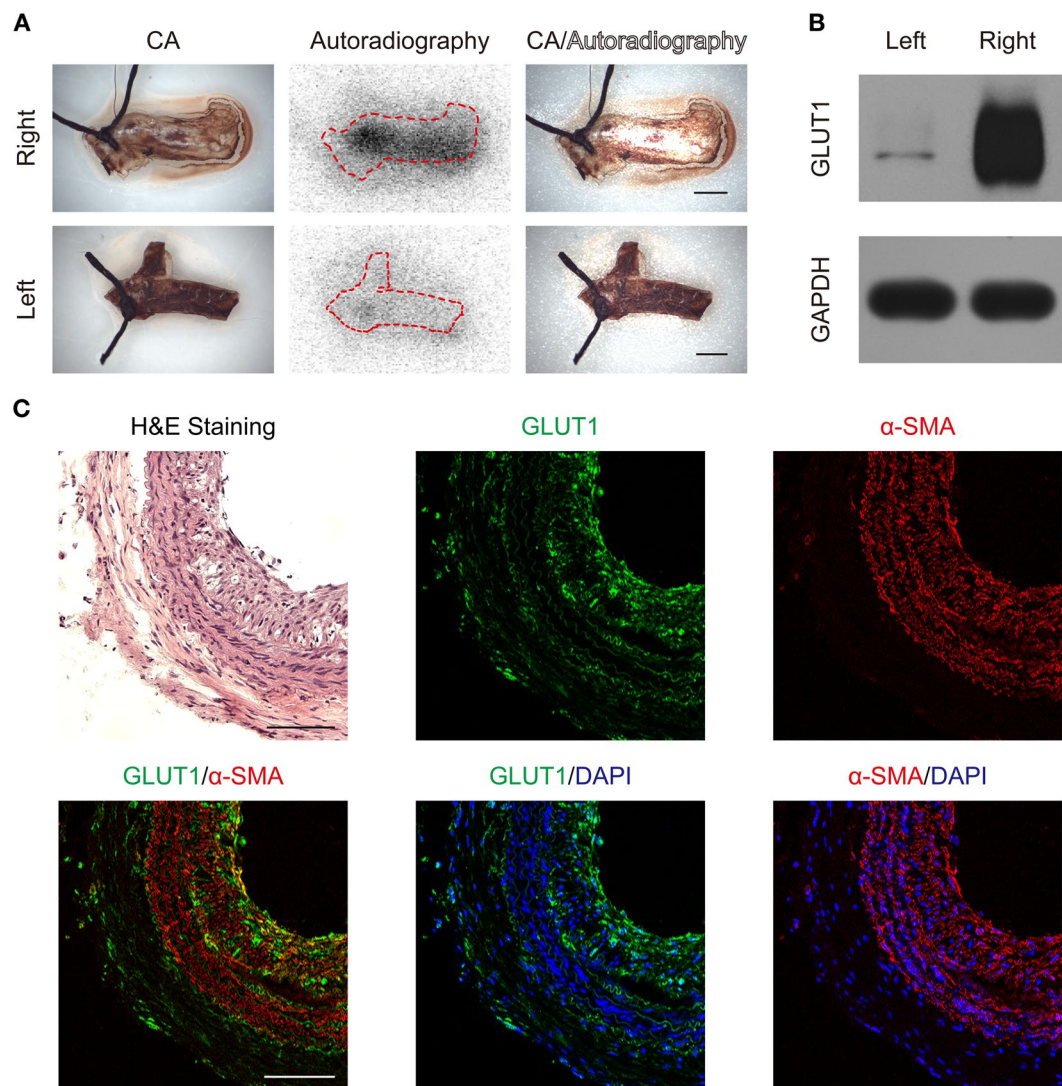 A
CA
Autoradiography
CA/Autoradiography
Right
Left
B
Left
Right
GLUT1
GAPDH
C
H&E Staining
GLUT1
α-SMA
GLUT1/α-SMA
GLUT1/DAPI
α-SMA/DAPI